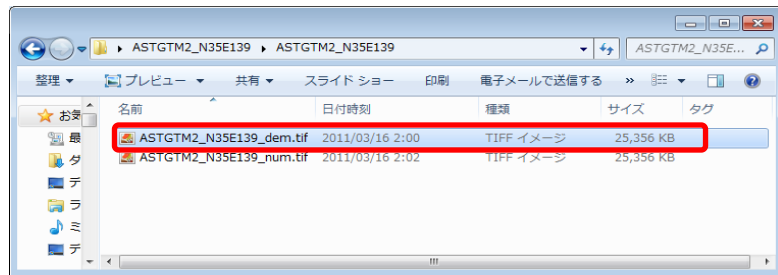 ASTGTM2_N35E139 ASTGTM2_N35E139 ASTGTM2_N35E...
整理 プレビュー 共有 スライド ショー 印刷 電子メールで送信する »
お気
最
ダ
デ
ラ
ミ
デ
名前 日付時刻 種類 サイズ タグ
ASTGTM2_N35E139_dem.tif 2011/03/16 2:00 TIFF イメージ 25,356 KB
ASTGTM2_N35E139_num.tif 2011/03/16 2:02 TIFF イメージ 25,356 KB